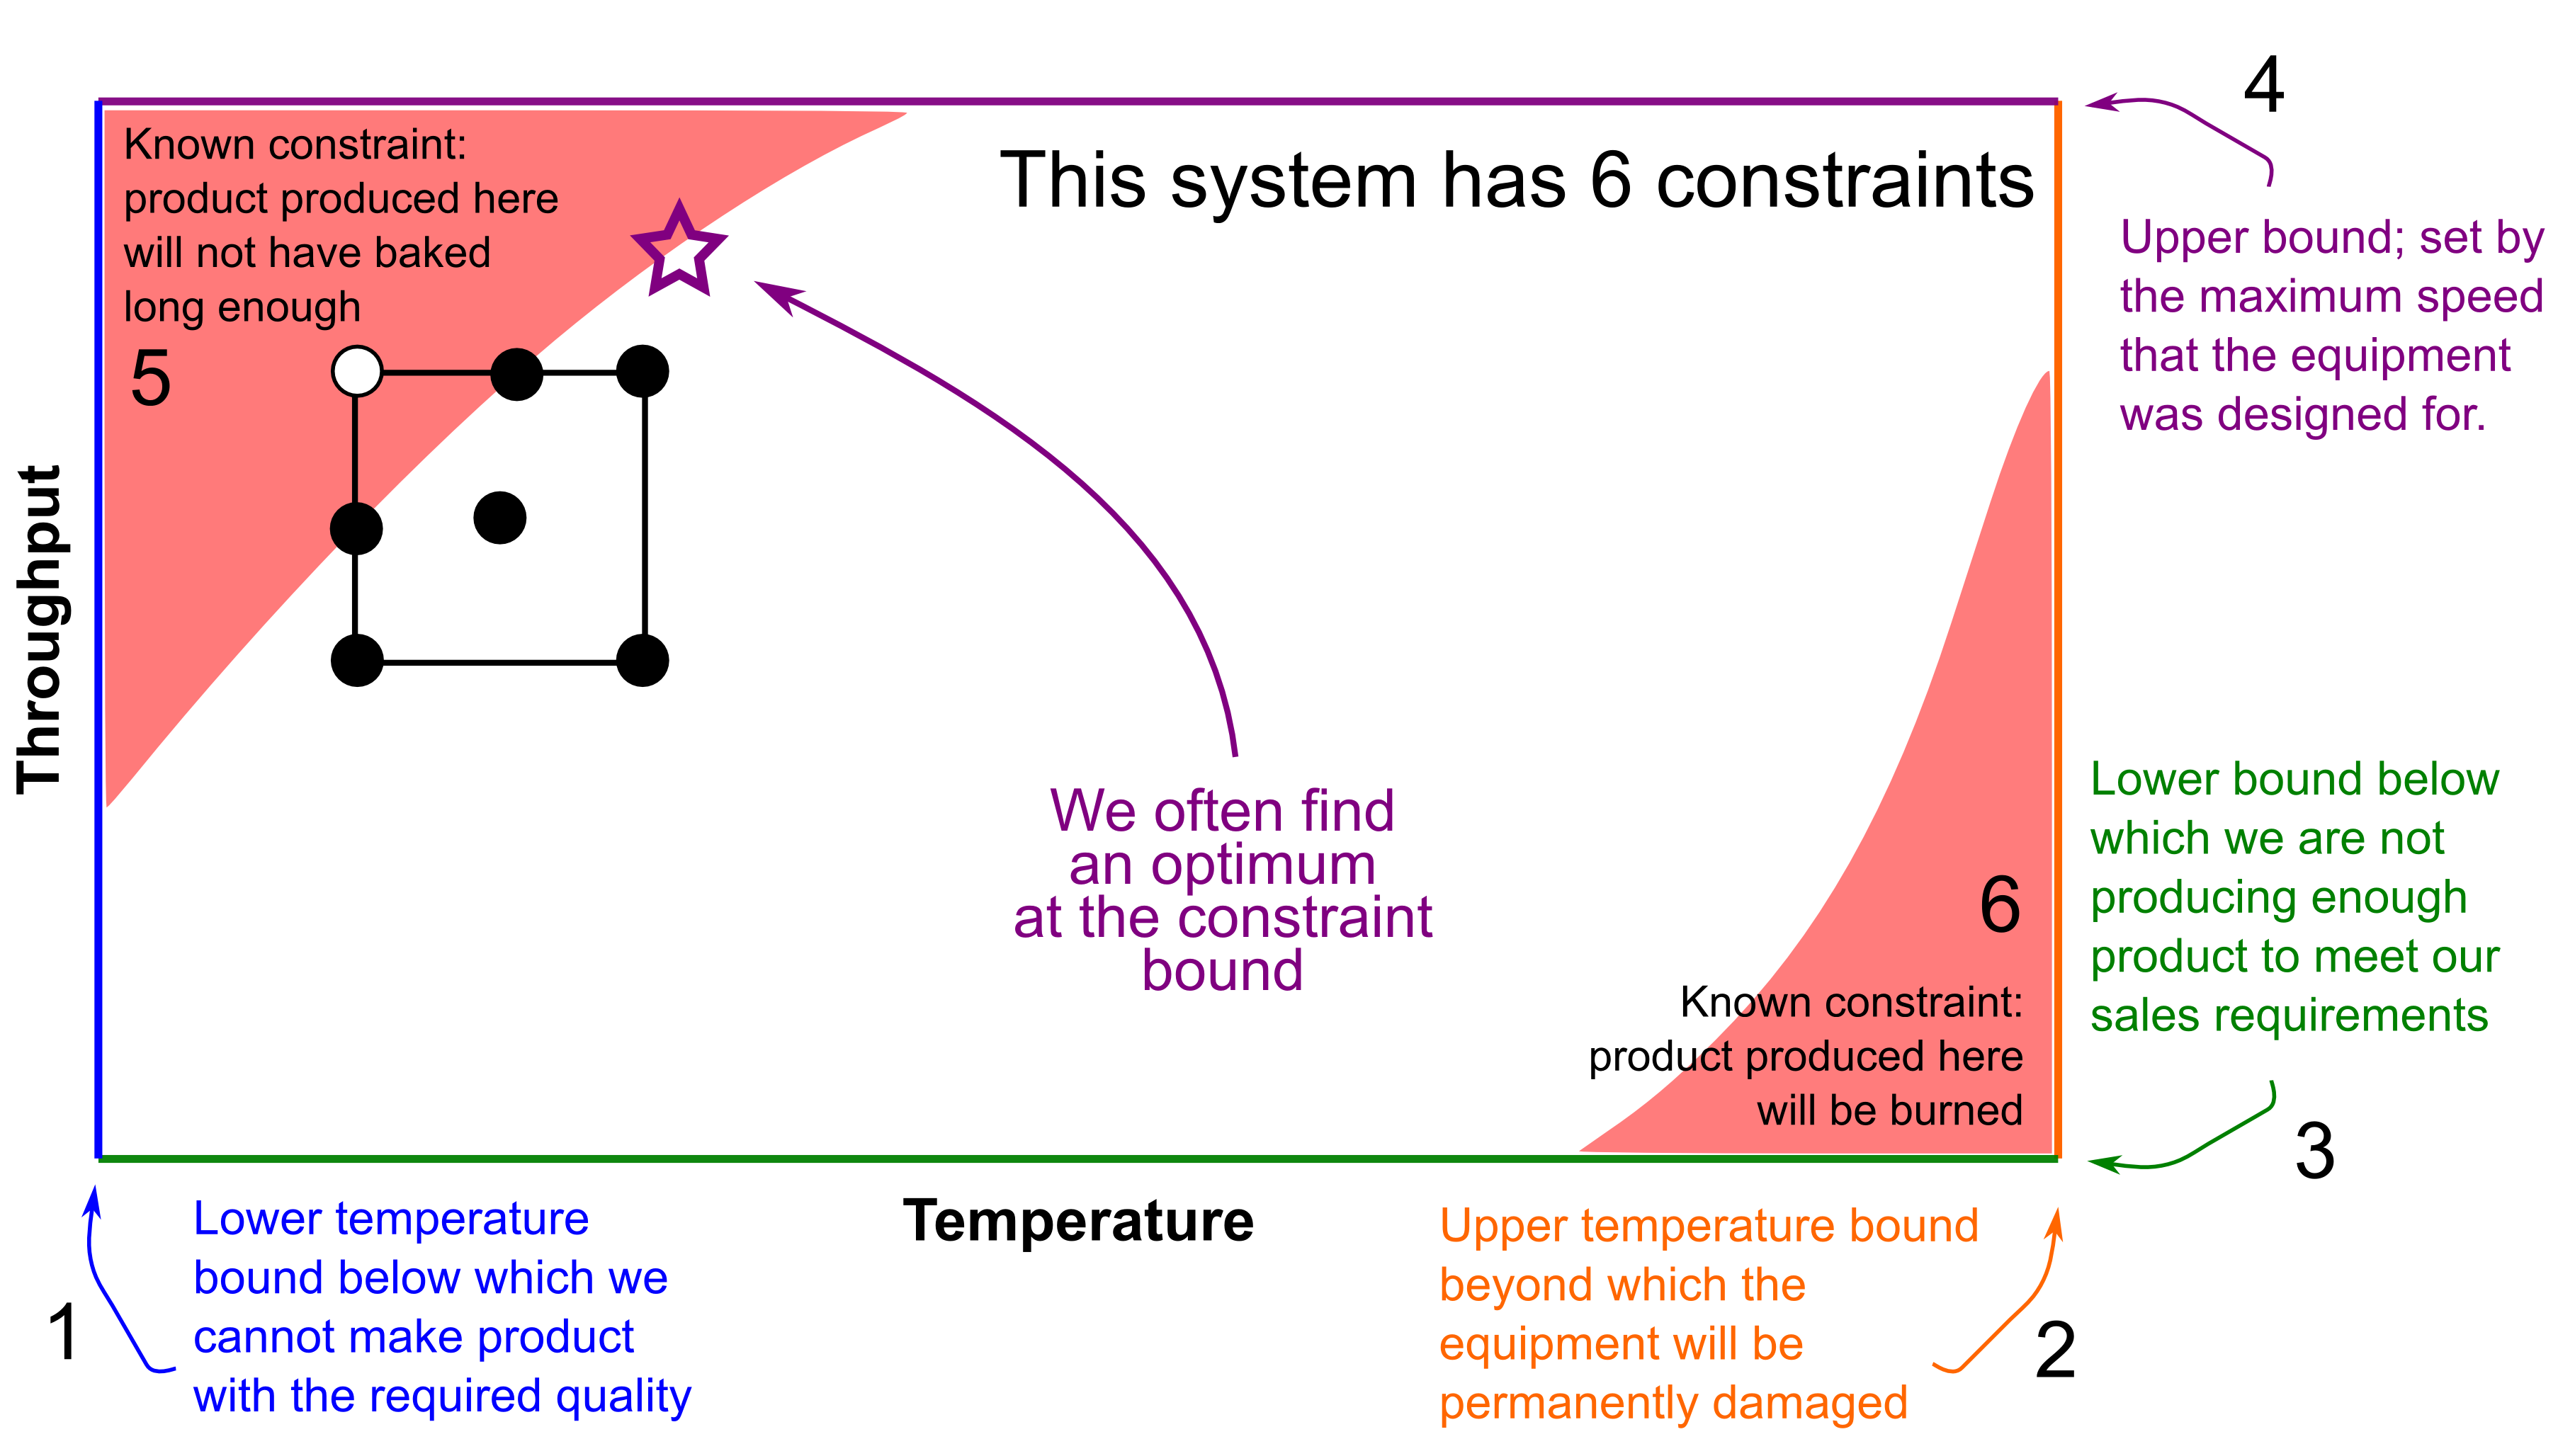 4
Known constraint:
product produced here
will not have baked
long enough
5
This system has 6 constraints
Upper bound; set by
the maximum speed
that the equipment
was designed for.
Throughput
We often find
an optimum
at the constraint
bound
Lower bound below
which we are not
producing enough
product to meet our
sales requirements
3
6
Known constraint:
product produced here
will be burned
Temperature
1
Lower temperature
bound below which we
cannot make product
with the required quality
Upper temperature bound
beyond which the
equipment will be
permanently damaged
2